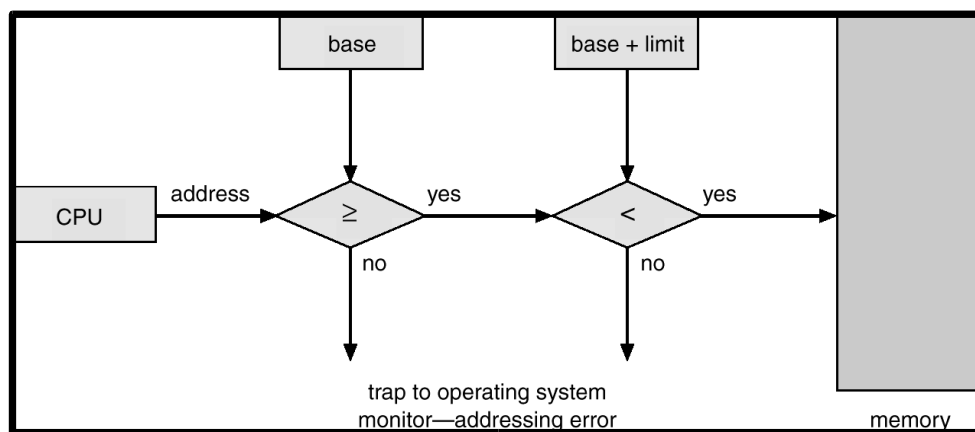 base
base + limit
address
yes
yes
CPU
≥
<
no
no
trap to operating system
monitor—addressing error
memory